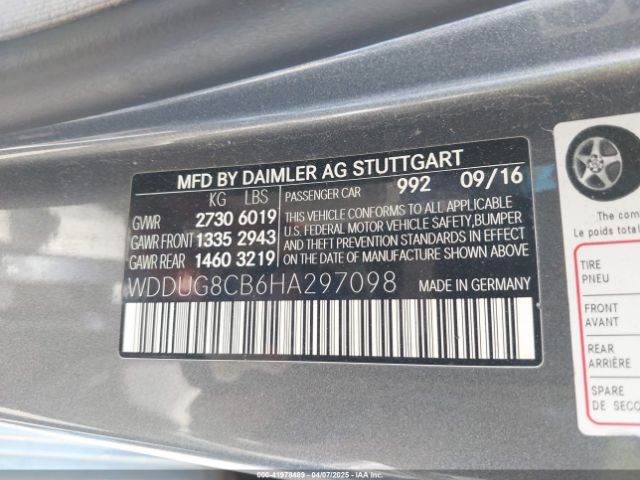 MFD BY DAIMLER AG STUTTGART
KG LBS
GVWR 2730 6019
GAWR FRONT 1335 2943
GAWR REAR 1460 3219
PASSENGER CAR 992 09/16
THIS VEHICLE CONFORMS TO ALL APPLICABLE
U.S. FEDERAL MOTOR VEHICLE SAFETY, BUMPER
AND THEFT PREVENTION STANDARDS IN EFFECT
ON THE DATE OF MANUFACTURE SHOWN ABOVE.
WDDUG8CB6HA297098 MADE IN GERMANY
The com
Le poids total
TIRE
PNEU
FRONT
AVANT
REAR
ARRIÈRE
SPARE
DE SECO
000-41978489 - 04/07/2025 - IAA Inc.